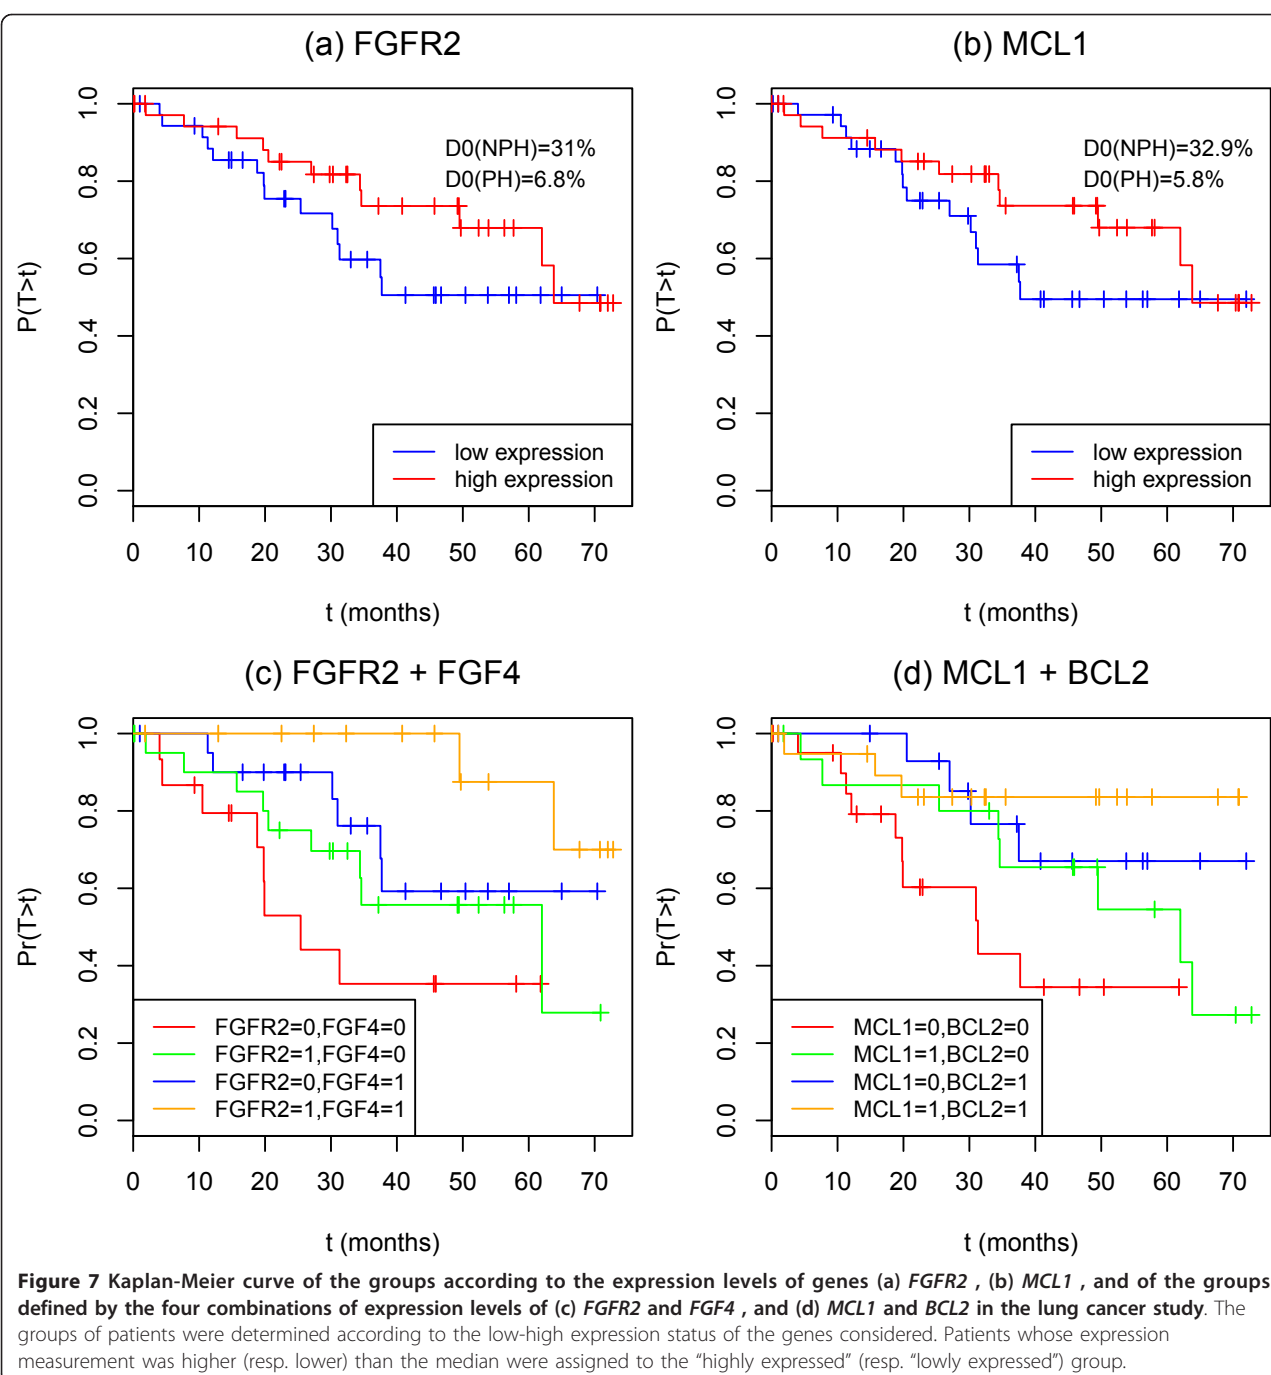 (a) FGFR2
P(T>t)
1.0
0.8
0.6
0.4
0.2
0.0
D0(NPH)=31%
D0(PH)=6.8%
low expression
high expression
0 10 20 30 40 50 60 70
t (months)
(b) MCL1
P(T>t)
1.0
0.8
0.6
0.4
0.2
0.0
D0(NPH)=32.9%
D0(PH)=5.8%
low expression
high expression
0 10 20 30 40 50 60 70
t (months)
(c) FGFR2 + FGF4
Pr(T>t)
1.0
0.8
0.6
0.4
0.2
0.0
FGFR2=0,FGF4=0
FGFR2=1,FGF4=0
FGFR2=0,FGF4=1
FGFR2=1,FGF4=1
0 10 20 30 40 50 60 70
t (months)
(d) MCL1 + BCL2
Pr(T>t)
1.0
0.8
0.6
0.4
0.2
0.0
MCL1=0,BCL2=0
MCL1=1,BCL2=0
MCL1=0,BCL2=1
MCL1=1,BCL2=1
0 10 20 30 40 50 60 70
t (months)
Figure 7 Kaplan-Meier curve of the groups according to the expression levels of genes (a) FGFR2 , (b) MCL1 , and of the groups
defined by the four combinations of expression levels of (c) FGFR2 and FGF4 , and (d) MCL1 and BCL2 in the lung cancer study. The
groups of patients were determined according to the low-high expression status of the genes considered. Patients whose expression
measurement was higher (resp. lower) than the median were assigned to the “highly expressed” (resp. “lowly expressed”) group.